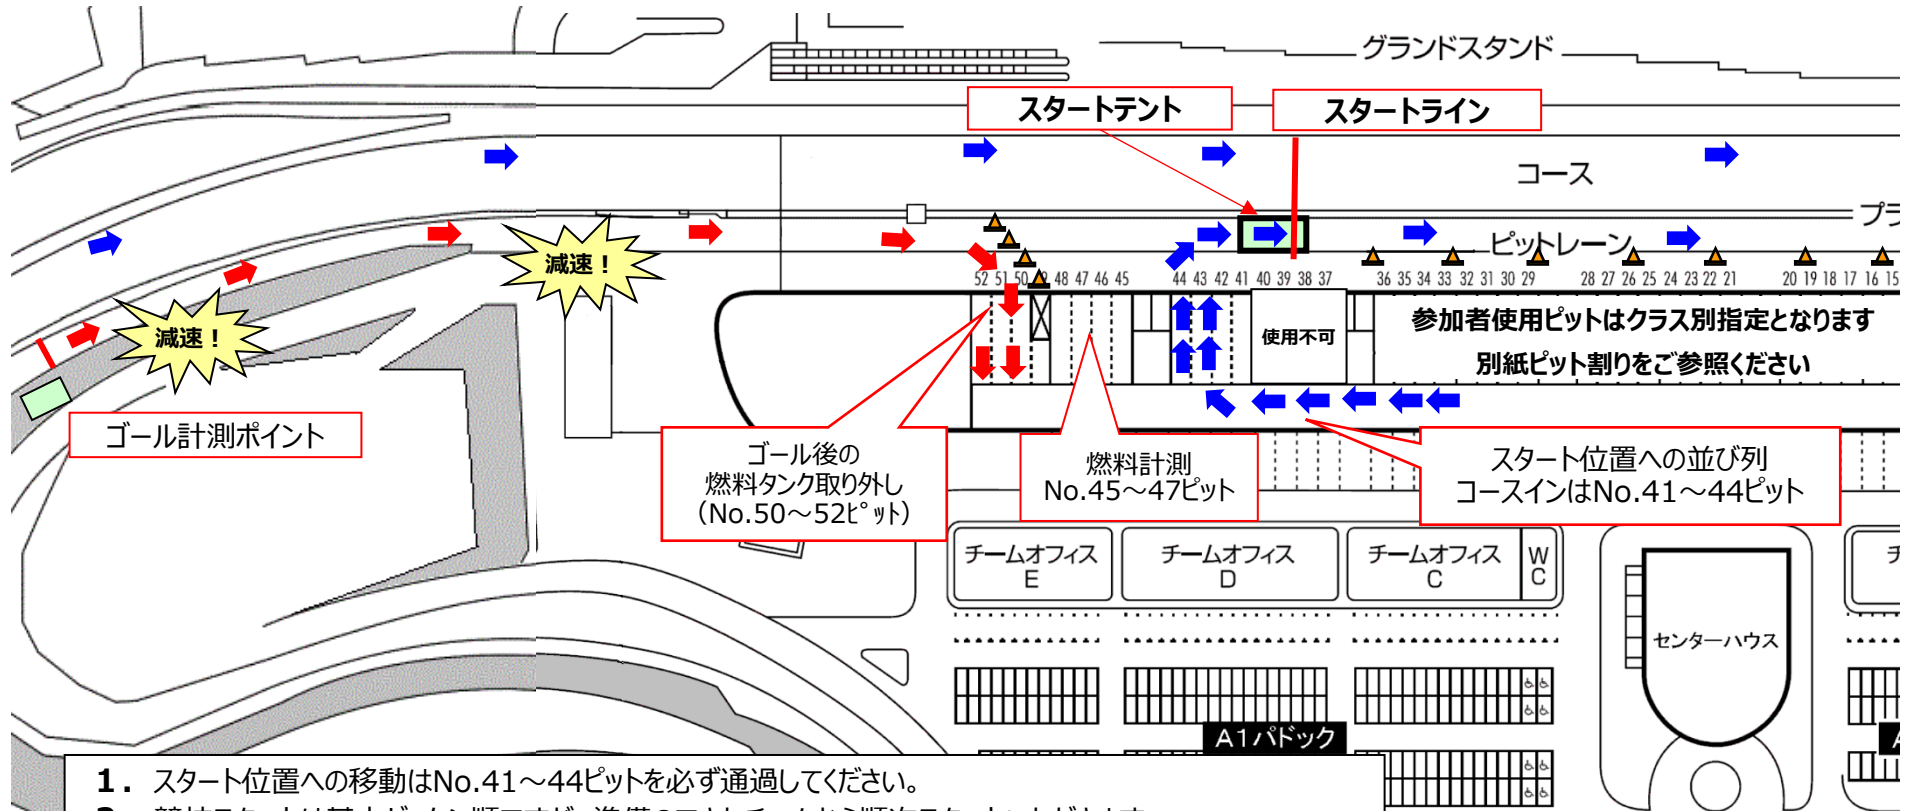 グランドスタンド
スタートテント
スタートライン
コース
プラ
ピットレーン
減速！
減速！
52 51 50 48 47 46 45 44 43 42 41 40 39 38 37 36 35 34 33 32 31 30 29 28 27 26 25 24 23 22 21 20 19 18 17 16 15
使用不可
参加者使用ピットはクラス別指定となります
別紙ピット割りをご参照ください
ゴール計測ポイント
ゴール後の
燃料タンク取り外し
（No.50～52ﾋﾟｯﾄ）
燃料計測
No.45～47ピット
スタート位置への並び列
コースインはNo.41～44ピット
チームオフィス
E
チームオフィス
D
チームオフィス
C
W
C
チ
センターハウス
A1パドック
1. スタート位置への移動はNo.41～44ピットを必ず通過してください。